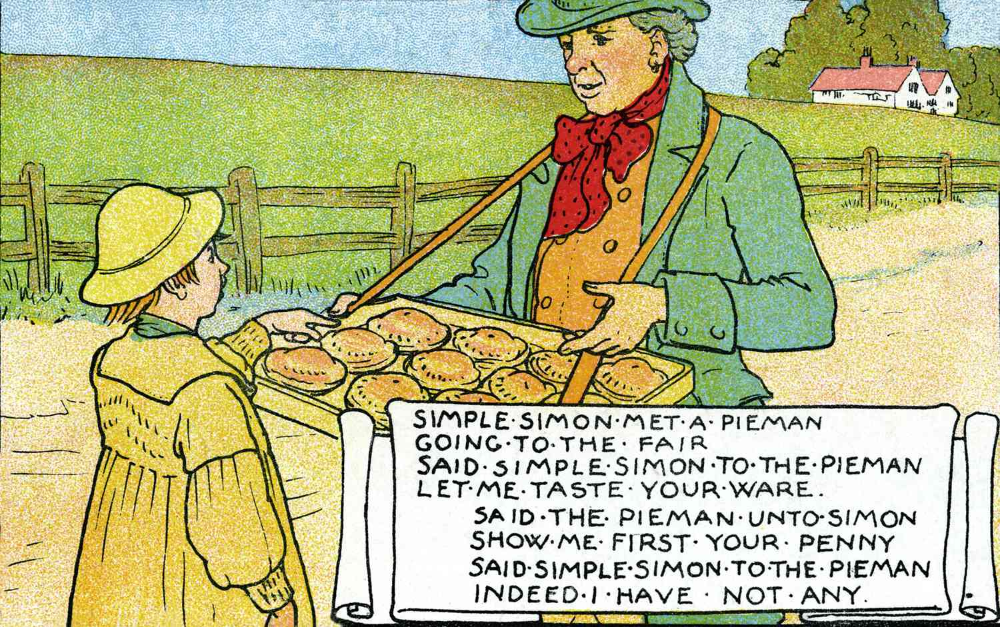 SIMPLE·SIMON·MET·A·PIEMAN
GOING·TO·THE·FAIR
SAID·SIMPLE·SIMON·TO·THE·PIEMAN
LET·ME·TASTE·YOUR·WARE.
SAID·THE·PIEMAN·UNTO·SIMON
SHOW·ME·FIRST·YOUR·PENNY
SAID·SIMPLE·SIMON·TO·THE·PIEMAN
INDEED·I·HAVE·NOT·ANY.